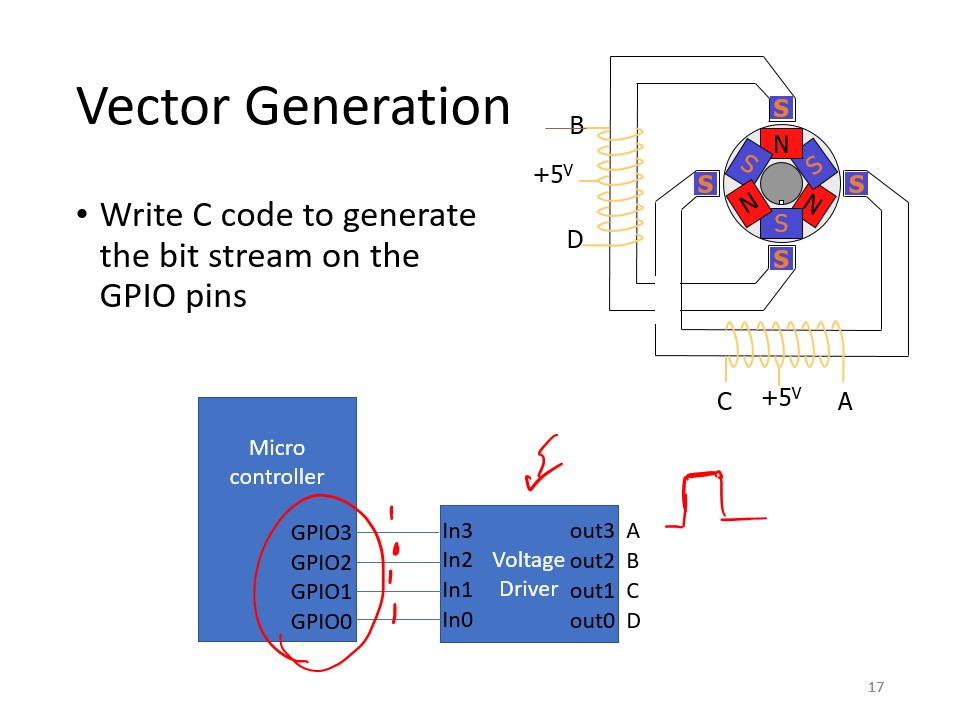 Vector Generation
• Write C code to generate
the bit stream on the
GPIO pins
B
+5V
D
S
N
S
S
S
S
N
N
S
S
C
+5V
A
Micro
controller
GPIO3
GPIO2
GPIO1
GPIO0
In3
In2
In1
In0
Voltage
Driver
out3
out2
out1
out0
A
B
C
D
17